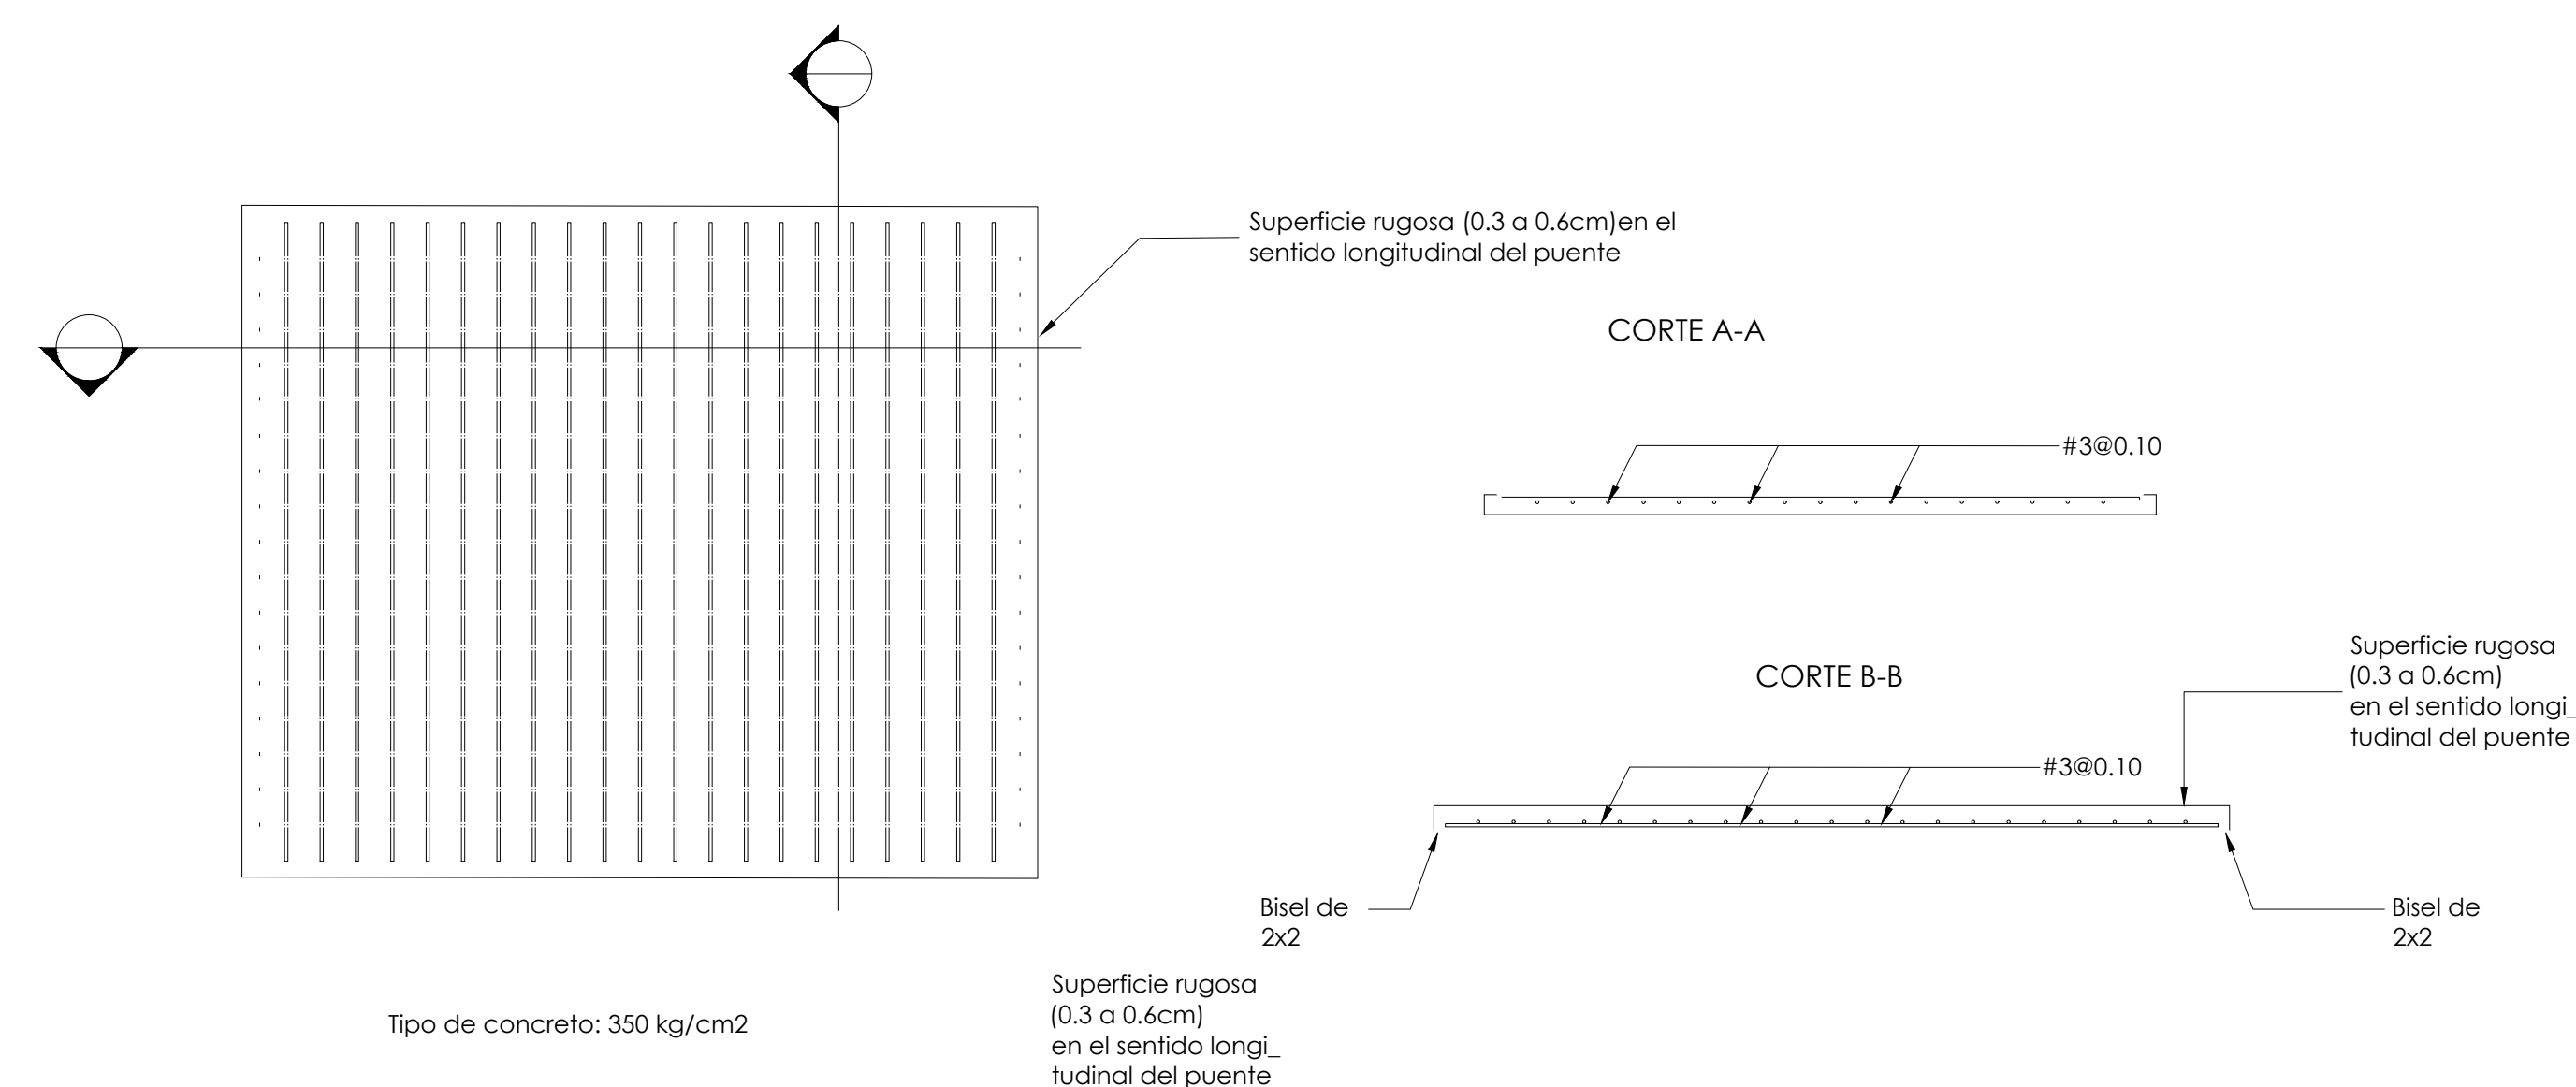 Superficie rugosa (0.3 a 0.6cm)en el
sentido longitudinal del puente
CORTE A-A
#3@0.10
CORTE B-B
Superficie rugosa
(0.3 a 0.6cm)
en el sentido longi_
tudinal del puente
#3@0.10
Bisel de
2x2
Bisel de
2x2
Superficie rugosa
(0.3 a 0.6cm)
en el sentido longi_
tudinal del puente
Tipo de concreto: 350 kg/cm2